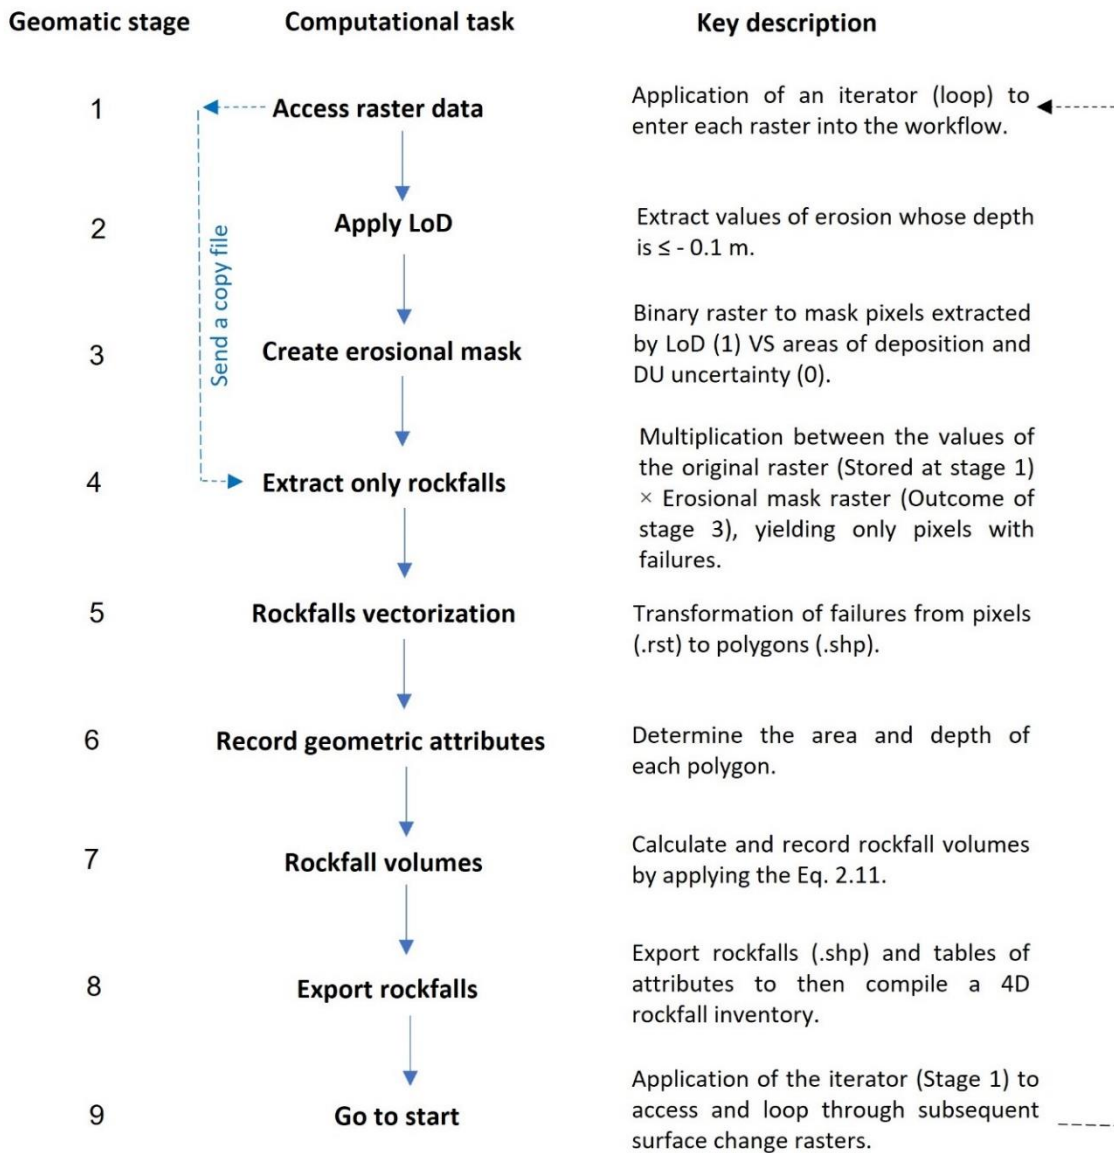 Geomatic stage Computational task Key description
1
Access raster data
Application of an iterator (loop) to
enter each raster into the workflow.
2
Apply LoD
Extract values of erosion whose depth
is ≤ - 0.1 m.
Send a copy file
3
Create erosional mask
Binary raster to mask pixels extracted
by LoD (1) VS areas of deposition and
DU uncertainty (0).
4
Extract only rockfalls
Multiplication between the values of
the original raster (Stored at stage 1)
× Erosional mask raster (Outcome of
stage 3), yielding only pixels with
failures.
5
Rockfalls vectorization
Transformation of failures from pixels
(.rst) to polygons (.shp).
6
Record geometric attributes
Determine the area and depth of
each polygon.
7
Rockfall volumes
Calculate and record rockfall volumes
by applying the Eq. 2.11.
8
Export rockfalls
Export rockfalls (.shp) and tables of
attributes to then compile a 4D
rockfall inventory.
9
Go to start
Application of the iterator (Stage 1) to
access and loop through subsequent
surface change rasters.